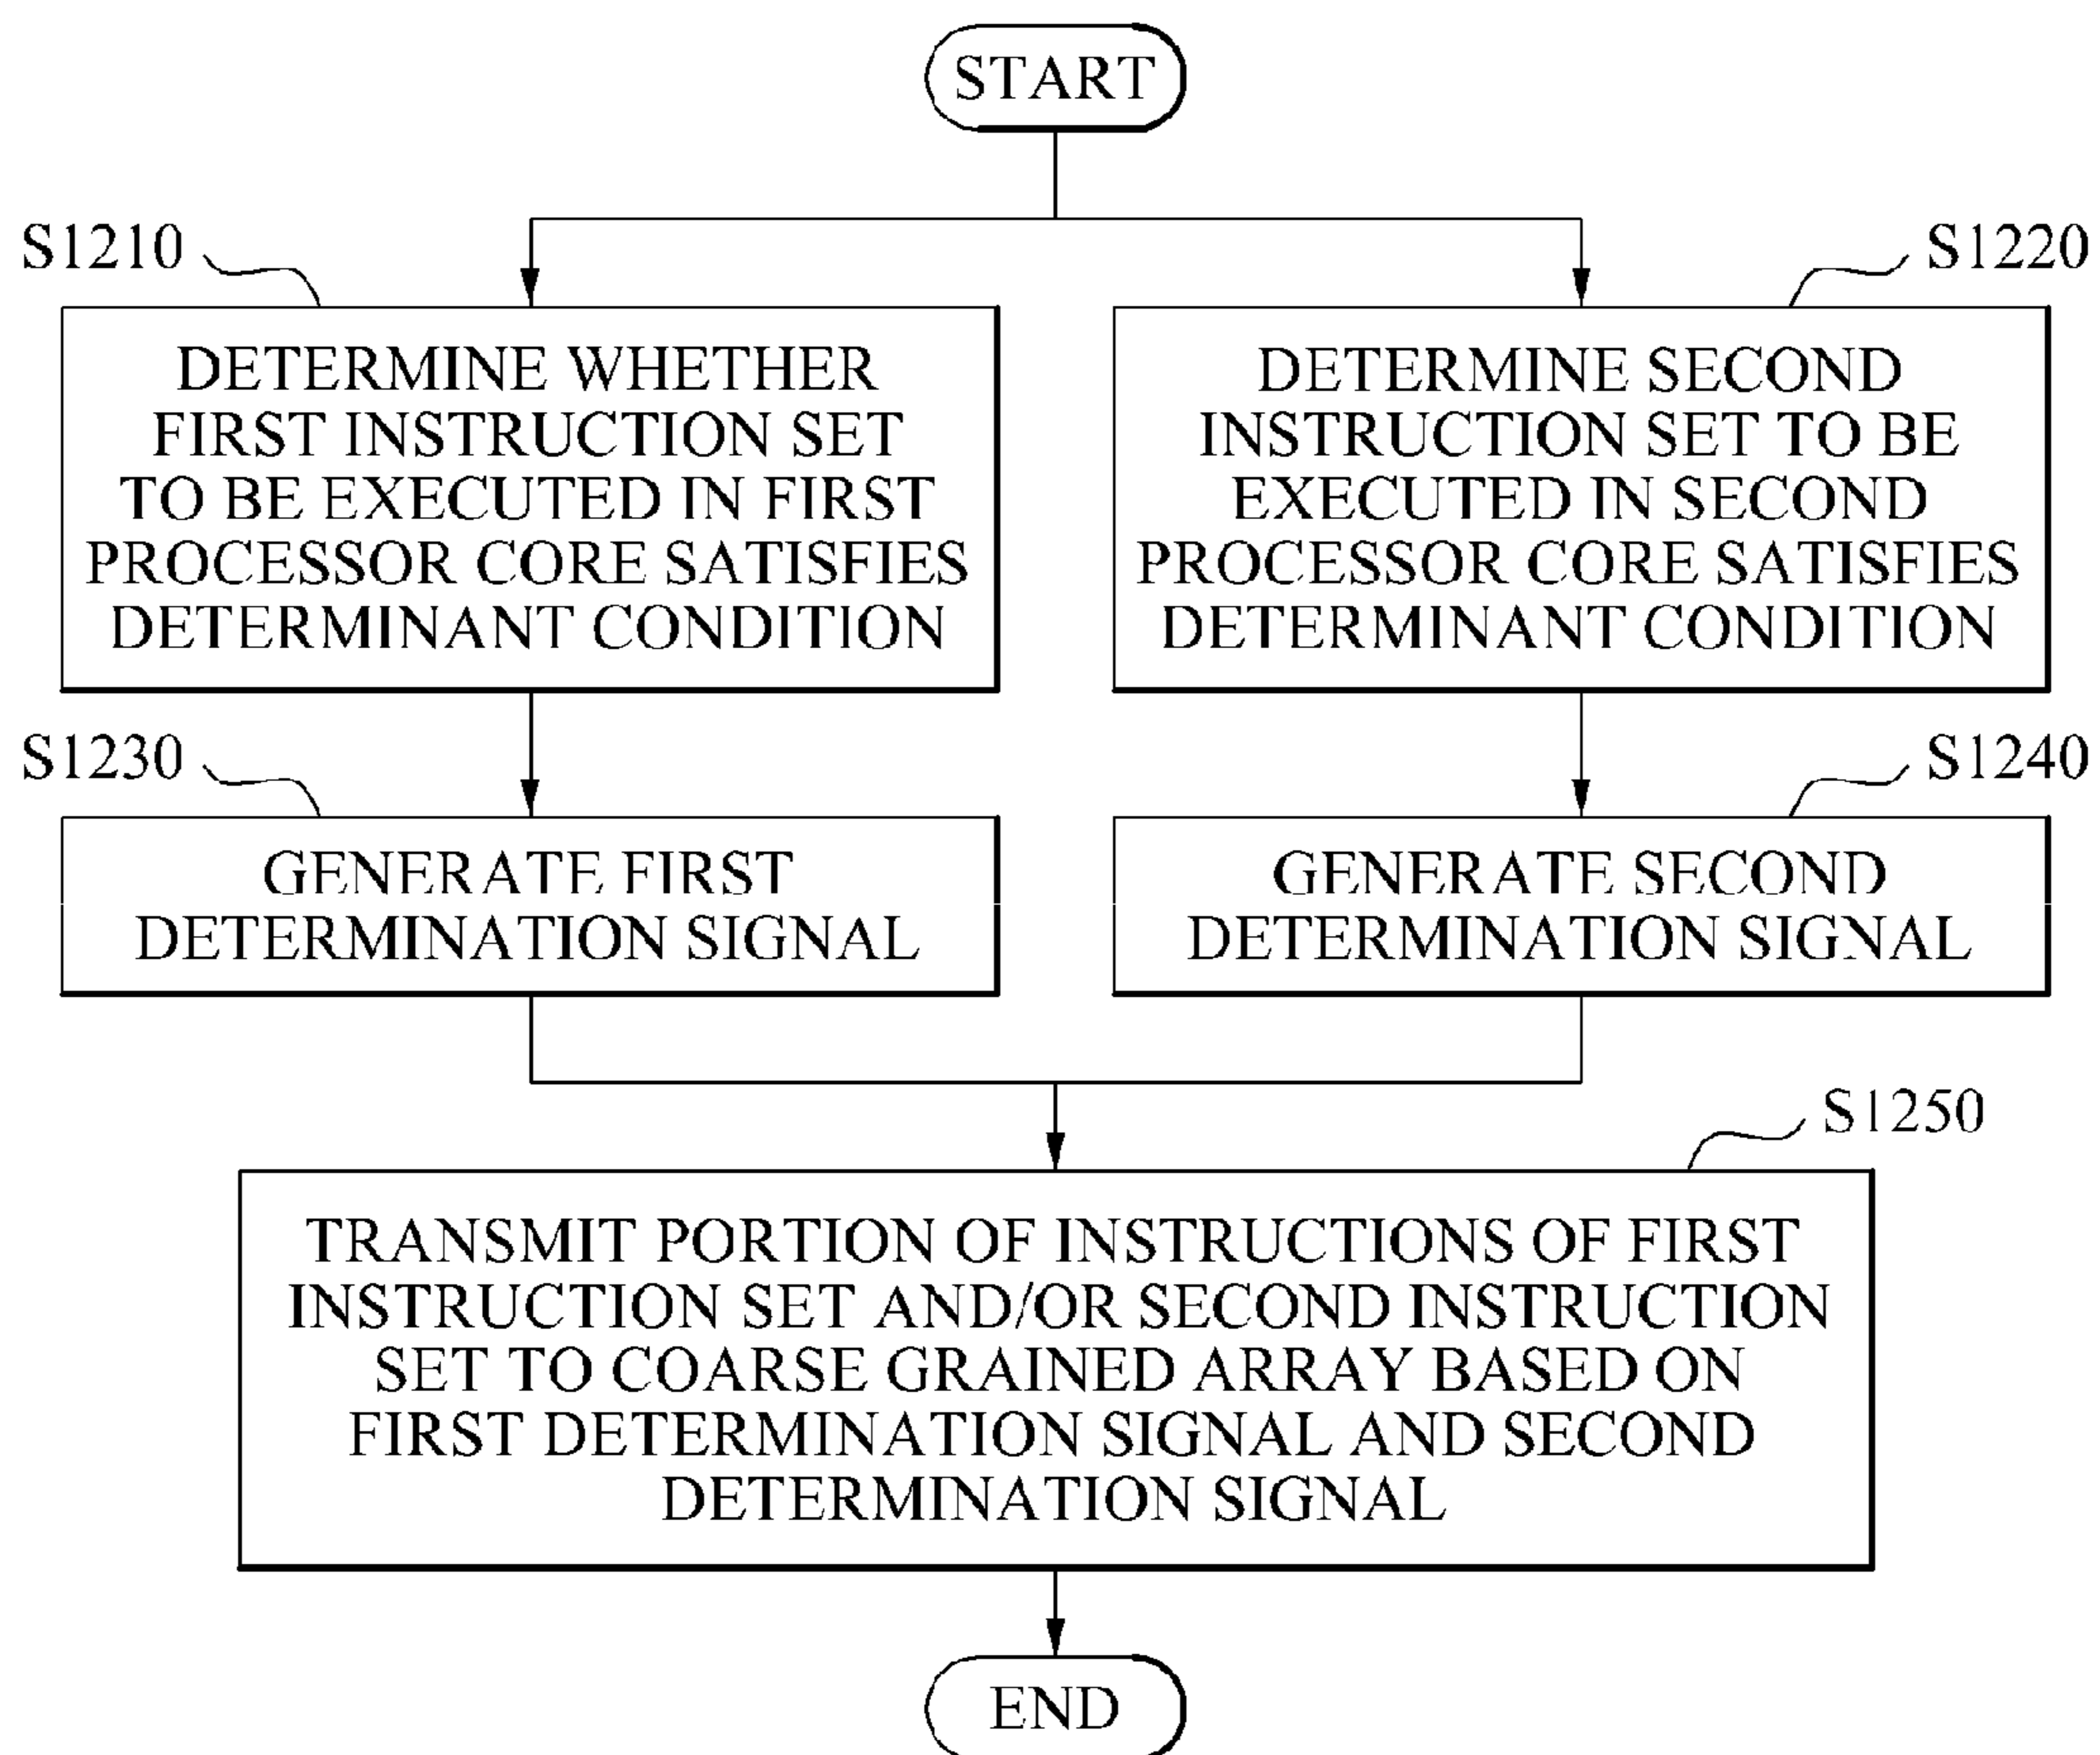 START
S1210
DETERMINE WHETHER
FIRST INSTRUCTION SET
TO BE EXECUTED IN FIRST
PROCESSOR CORE SATISFIES
DETERMINANT CONDITION
S1220
DETERMINE SECOND
INSTRUCTION SET TO BE
EXECUTED IN SECOND
PROCESSOR CORE SATISFIES
DETERMINANT CONDITION
S1230
GENERATE FIRST
DETERMINATION SIGNAL
S1240
GENERATE SECOND
DETERMINATION SIGNAL
S1250
TRANSMIT PORTION OF INSTRUCTIONS OF FIRST
INSTRUCTION SET AND/OR SECOND INSTRUCTION
SET TO COARSE GRAINED ARRAY BASED ON
FIRST DETERMINATION SIGNAL AND SECOND
DETERMINATION SIGNAL
END